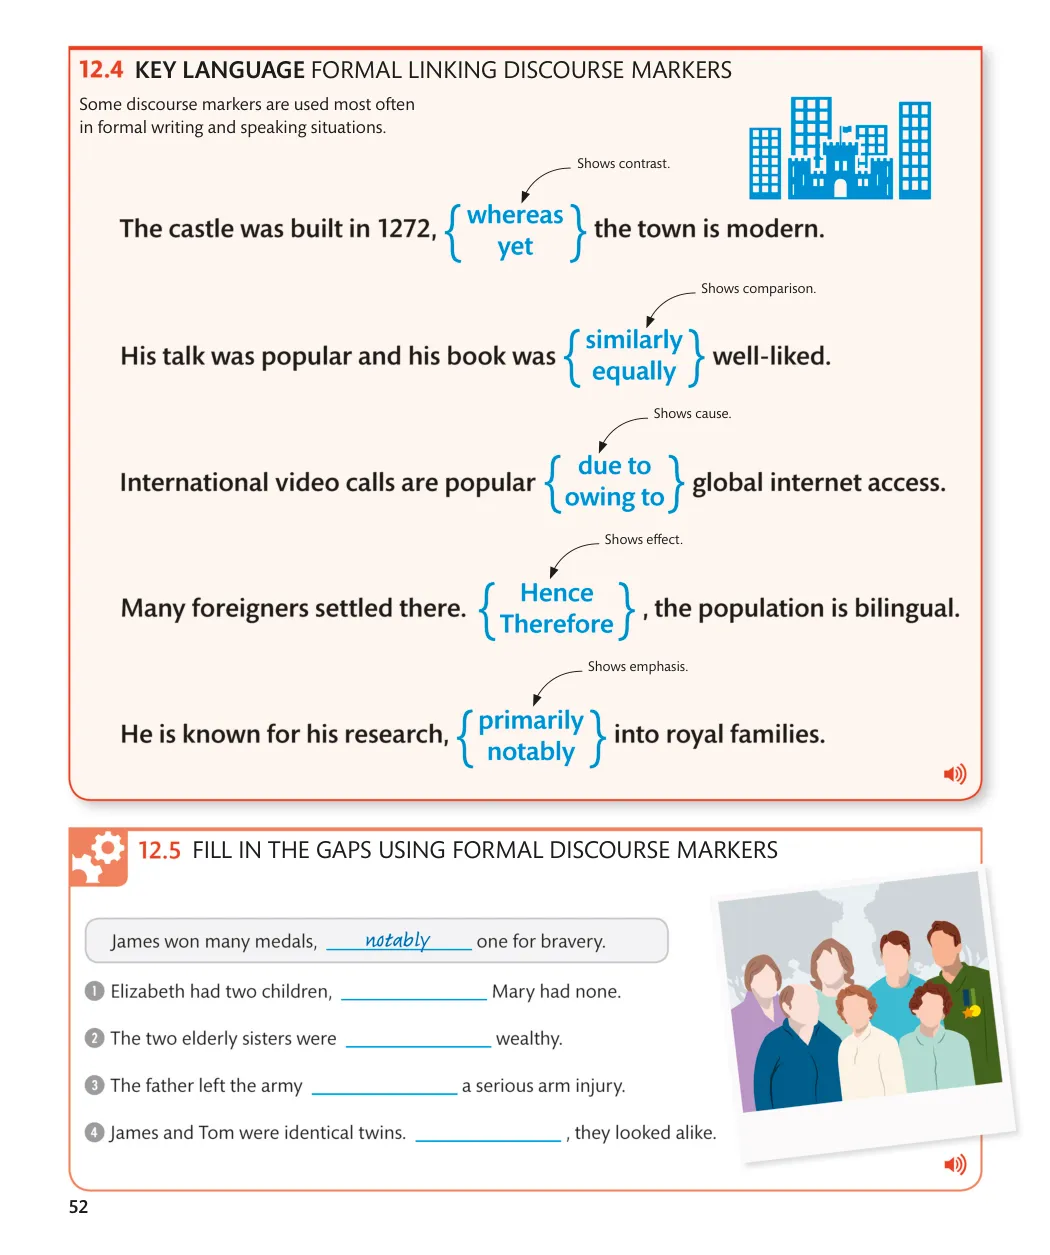 12.4 KEY LANGUAGE FORMAL LINKING DISCOURSE MARKERS
Some discourse markers are used most often
in formal writing and speaking situations.
Shows contrast.
The castle was built in 1272, { whereas
yet } the town is modern.
Shows comparison.
His talk was popular and his book was { similarly
equally } well-liked.
Shows cause.
International video calls are popular { due to
owing to } global internet access.
Shows effect.
Many foreigners settled there. { Hence
Therefore } , the population is bilingual.
Shows emphasis.
He is known for his research, { primarily
notably } into royal families.
12.5 FILL IN THE GAPS USING FORMAL DISCOURSE MARKERS
James won many medals, notably one for bravery.
1 Elizabeth had two children, ____________ Mary had none.
2 The two elderly sisters were ____________ wealthy.
3 The father left the army ____________ a serious arm injury.
4 James and Tom were identical twins. ____________ , they looked alike.
52